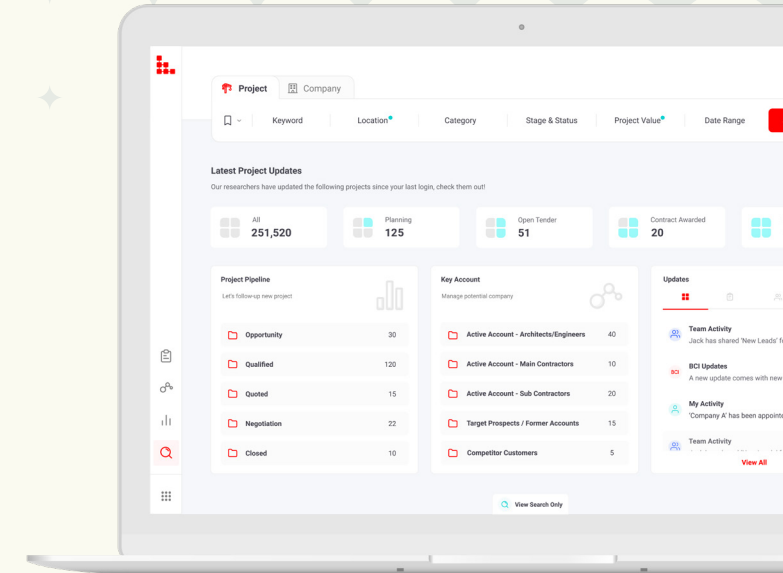 Project
Company
Keyword
Location
Category
Stage & Status
Project Value
Date Range
Latest Project Updates
Our researchers have updated the following projects since your last login, check them out!
All
251,520
Planning
125
Open Tender
51
Contract Awarded
20
Project Pipeline
Let's follow-up new project
Opportunity 30
Qualified 120
Quoted 15
Negotiation 22
Closed 10
Key Account
Manage potential company
Active Account - Architects/Engineers 40
Active Account - Main Contractors 10
Active Account - Sub Contractors 20
Target Prospects / Former Accounts 15
Competitor Customers 5
Updates
Team Activity
Jack has shared 'New Leads'
BCI
BCI Updates
A new update comes with new
My Activity
'Company A' has been
Team Activity
View All
View Search Only